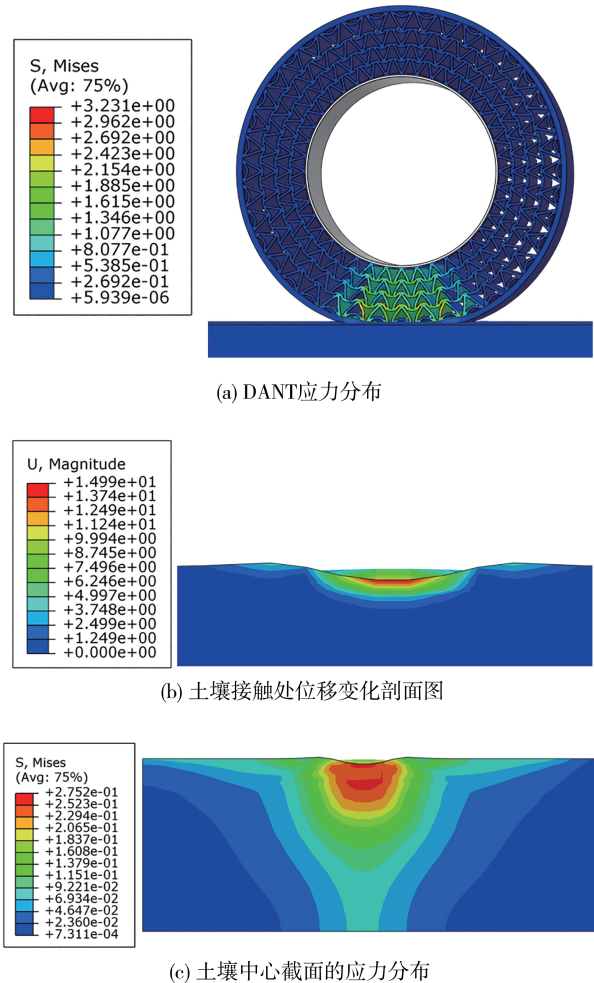 S, Mises
(Avg: 75%)
+3.231e+00
+2.962e+00
+2.692e+00
+2.423e+00
+2.154e+00
+1.885e+00
+1.615e+00
+1.346e+00
+1.077e+00
+8.077e-01
+5.385e-01
+2.692e-01
+5.939e-06
(a) DANT应力分布
U, Magnitude
+1.499e+01
+1.374e+01
+1.249e+01
+1.124e+01
+9.994e+00
+8.745e+00
+7.496e+00
+6.246e+00
+4.997e+00
+3.748e+00
+2.499e+00
+1.249e+00
+0.000e+00
(b) 土壤接触处位移变化剖面图
S, Mises
(Avg: 75%)
+2.752e-01
+2.523e-01
+2.294e-01
+2.065e-01
+1.837e-01
+1.608e-01
+1.379e-01
+1.151e-01
+9.221e-02
+6.934e-02
+4.647e-02
+2.360e-02
+7.311e-04
(c) 土壤中心截面的应力分布